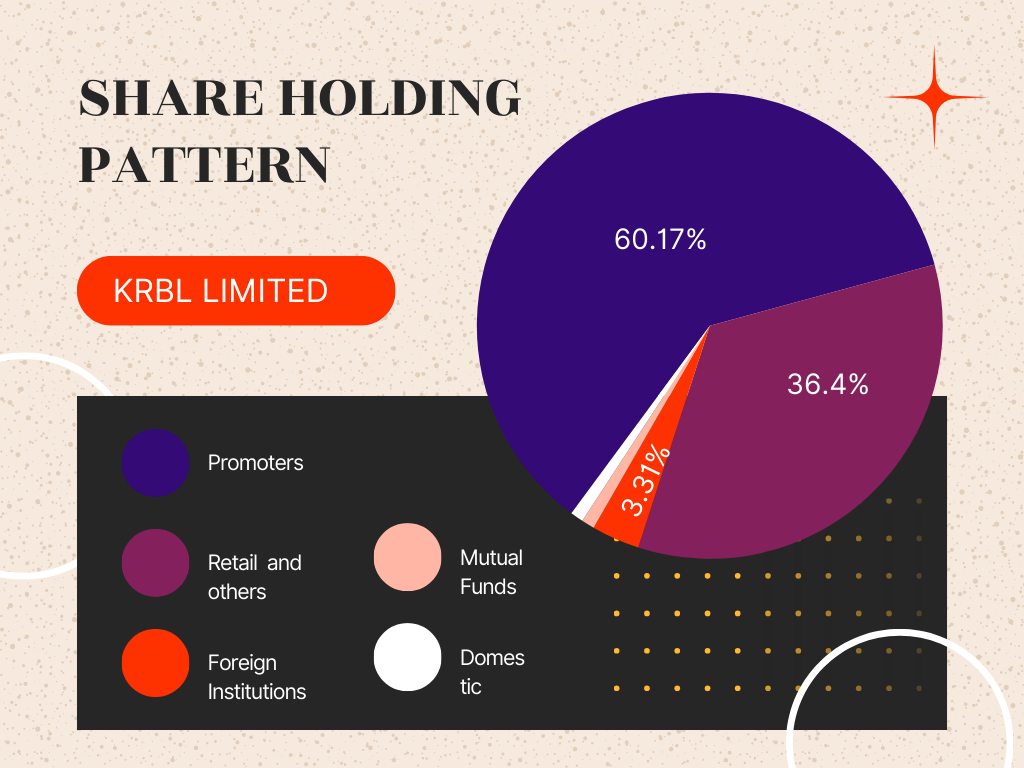 SHARE HOLDING
PATTERN
KRBL LIMITED
60.17%
36.4%
3.31%
Promoters
Retail and
others
Foreign
Institutions
Mutual
Funds
Domes
tic